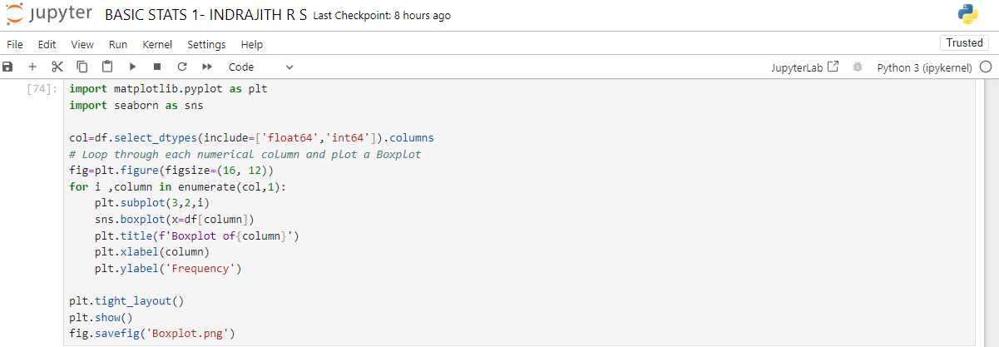 jupyter BASIC STATS 1- INDRAJITH R S Last Checkpoint: 8 hours ago
File Edit View Run Kernel Settings Help Trusted
Code JupyterLab Python 3 (ipykernel)
[74]: import matplotlib.pyplot as plt
import seaborn as sns
col=df.select_dtypes(include=['float64','int64']).columns
# Loop through each numerical column and plot a Boxplot
fig=plt.figure(figsize=(16, 12))
for i ,column in enumerate(col,1):
    plt.subplot(3,2,i)
    sns.boxplot(x=df[column])
    plt.title(f'Boxplot of{column}')
    plt.xlabel(column)
    plt.ylabel('Frequency')
plt.tight_layout()
plt.show()
fig.savefig('Boxplot.png')